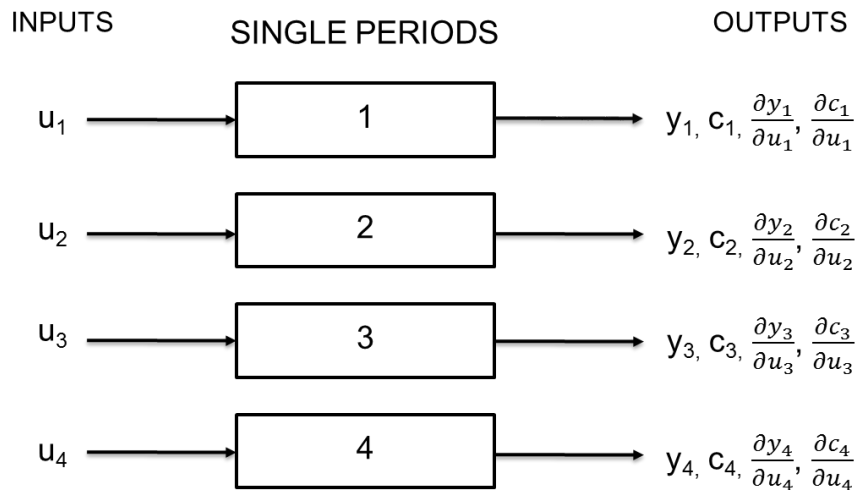 INPUTS SINGLE PERIODS OUTPUTS
u₁ 1 y₁, c₁, ∂y₁/∂u₁, ∂c₁/∂u₁
u₂ 2 y₂, c₂, ∂y₂/∂u₂, ∂c₂/∂u₂
u₃ 3 y₃, c₃, ∂y₃/∂u₃, ∂c₃/∂u₃
u₄ 4 y₄, c₄, ∂y₄/∂u₄, ∂c₄/∂u₄